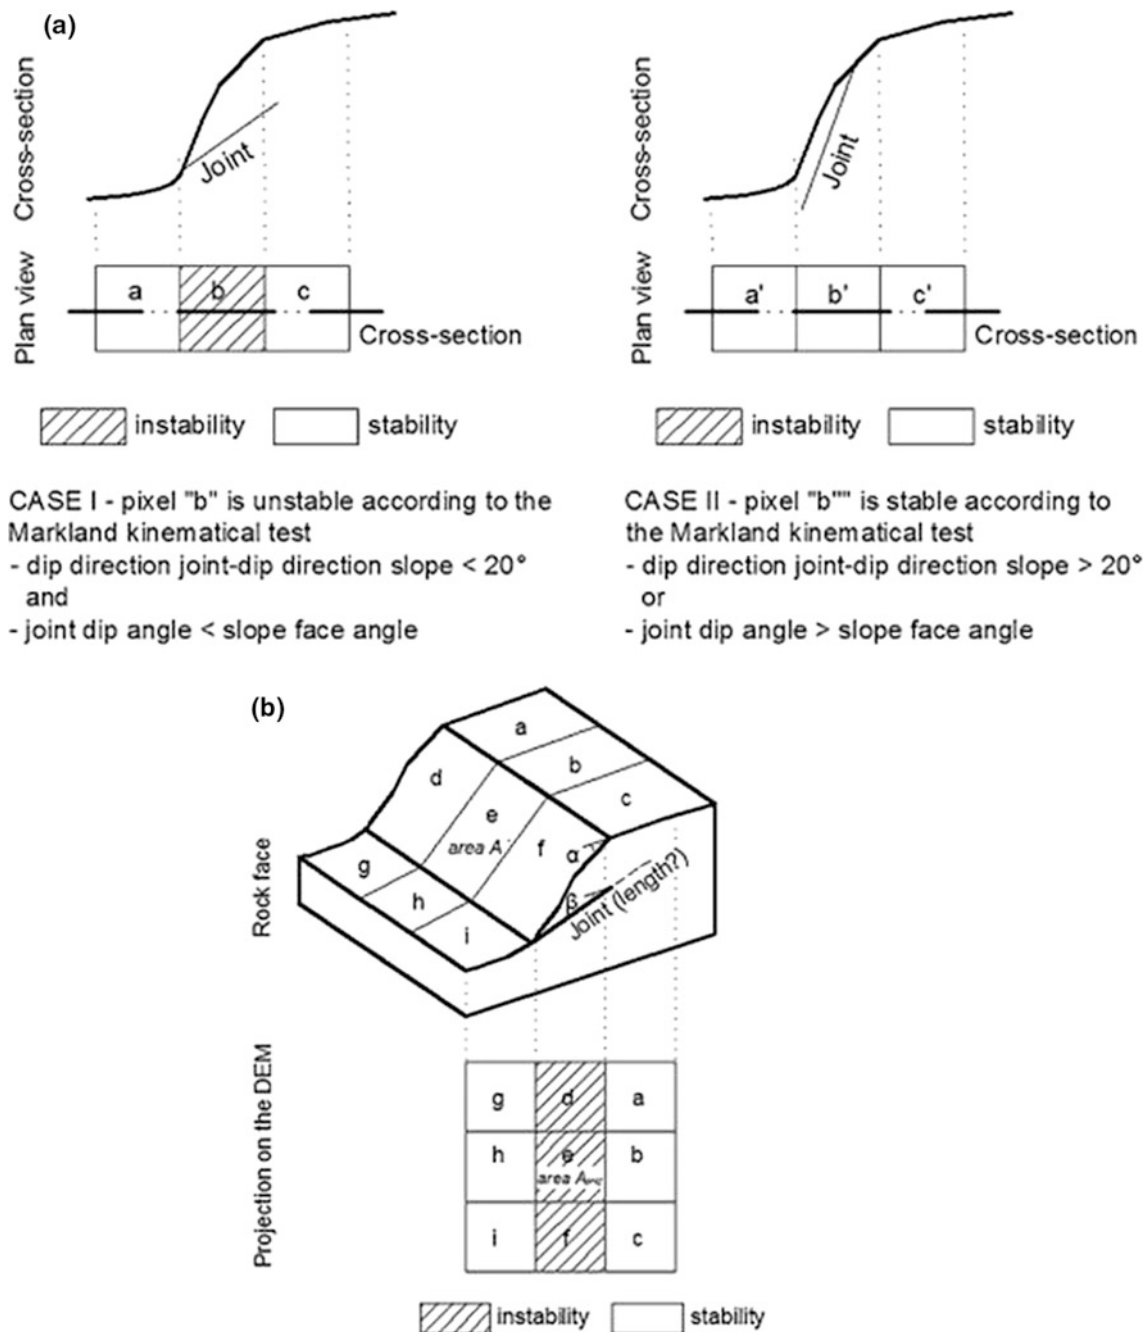 (a)
Cross-section
Joint
Plan view
a
b
c
Cross-section
instability
stability
CASE I - pixel "b" is unstable according to the
Markland kinematical test
- dip direction joint-dip direction slope < 20°
and
- joint dip angle < slope face angle
Cross-section
Joint
Plan view
a'
b'
c'
Cross-section
instability
stability
CASE II - pixel "b'"" is stable according to
the Markland kinematical test
- dip direction joint-dip direction slope > 20°
or
- joint dip angle > slope face angle
(b)
Rock face
a
b
c
d
e
area A
f
α
g
h
i
β
Joint (length?)
Projection on the DEM
g
d
a
h
e
b
area A
i
f
c
instability
stability